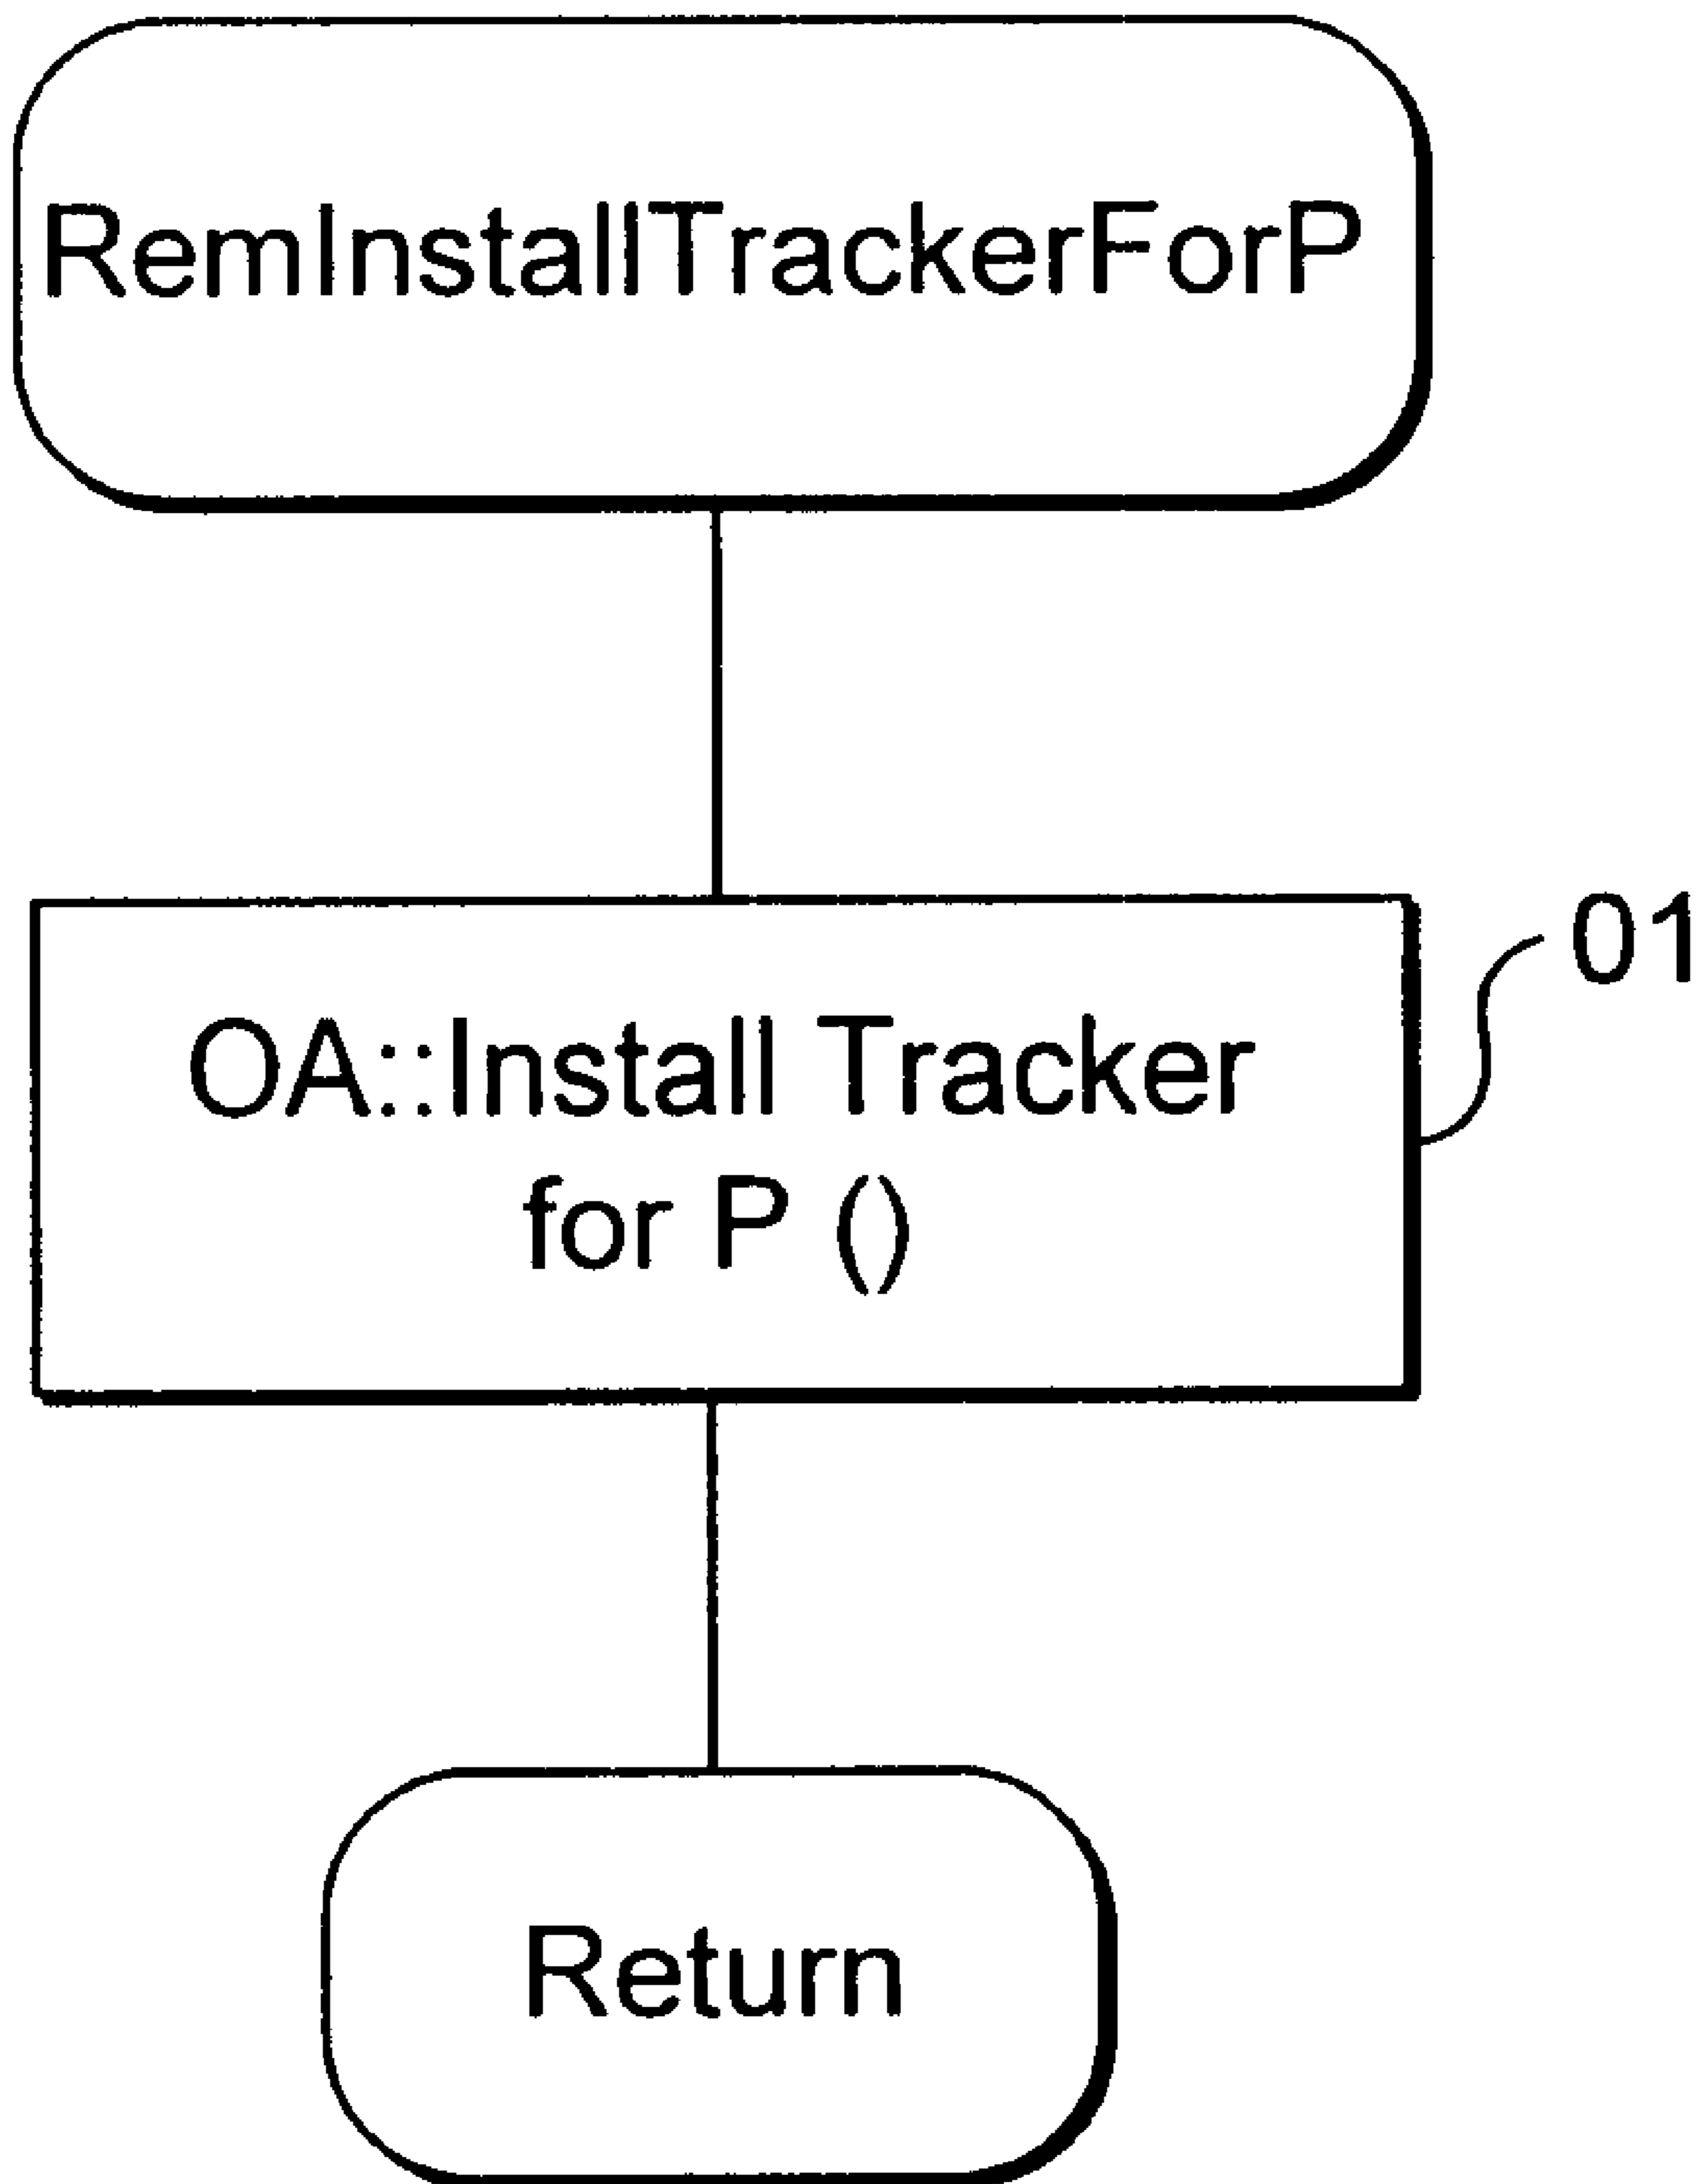 RemInstallTrackerForP
01
OA::Install Tracker
for P ()
Return